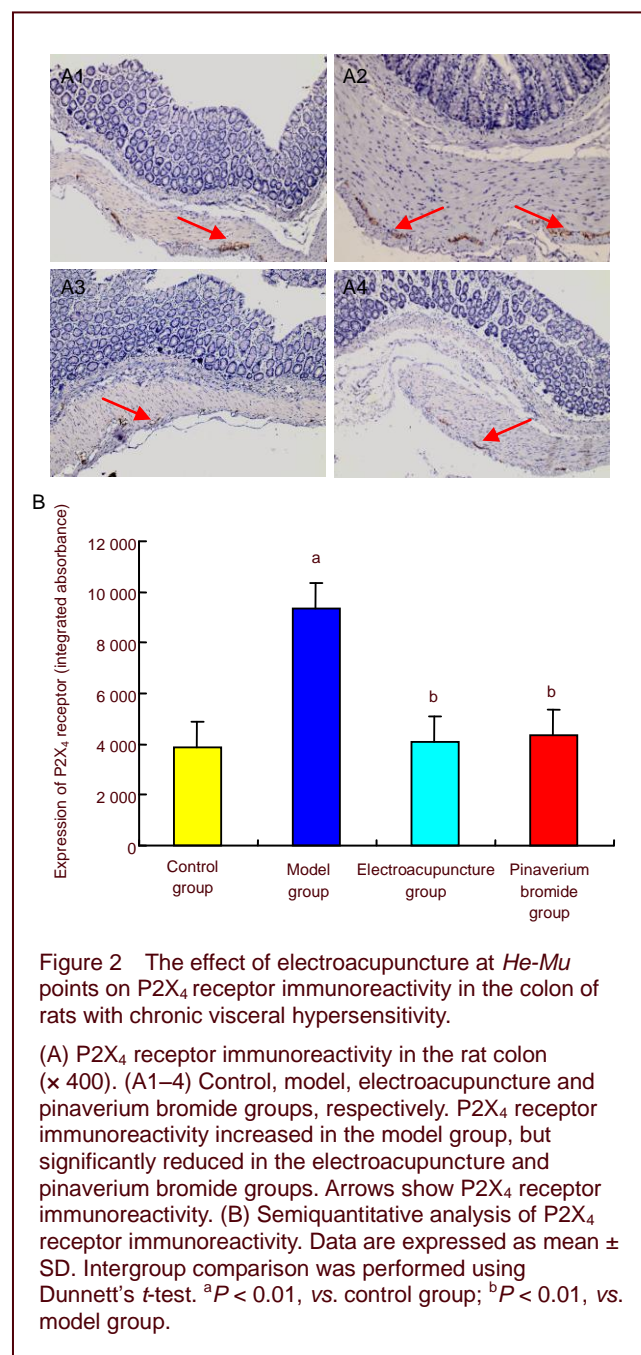 A1
A2
A3
A4
B
Expression of P2X₄ receptor (integrated absorbance)
12 000
10 000
8 000
6 000
4 000
2 000
0
a
b
b
Control
group
Model
group
Electroacupuncture
group
Pinaverium
bromide
group
Figure 2 The effect of electroacupuncture at He-Mu
points on P2X₄ receptor immunoreactivity in the colon of
rats with chronic visceral hypersensitivity.
(A) P2X₄ receptor immunoreactivity in the rat colon
(× 400). (A1–4) Control, model, electroacupuncture and
pinaverium bromide groups, respectively. P2X₄ receptor
immunoreactivity increased in the model group, but
significantly reduced in the electroacupuncture and
pinaverium bromide groups. Arrows show P2X₄ receptor
immunoreactivity. (B) Semiquantitative analysis of P2X₄
receptor immunoreactivity. Data are expressed as mean ±
SD. Intergroup comparison was performed using
Dunnett's t-test. ᵃP < 0.01, vs. control group; ᵇP < 0.01, vs.
model group.